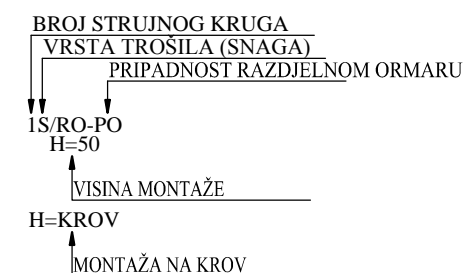 BROJ STRUJNOG KRUGA
VRSTA TROŠILA (SNAGA)
PRIPADNOST RAZDJELNOM ORMARU
1S/RO-PO
H=50
VISINA MONTAŽE
H=KROV
MONTAŽA NA KROV